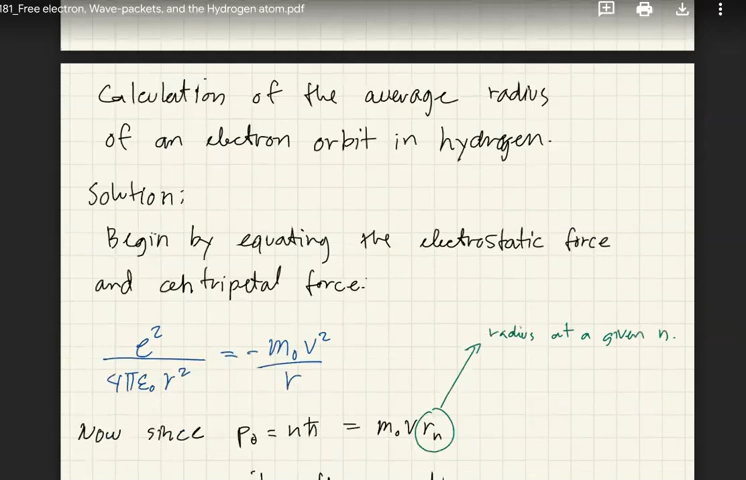 181_Free electron, Wave-packets, and the Hydrogen atom.pdf
Calculation of the average radius
of an electron orbit in hydrogen.
Solution:
Begin by equating the electrostatic force
and centripetal force:
e² / 4πε₀r² = - m₀v² / r
radius at a given n.
Now since p_θ = nħ = m₀vrₙ